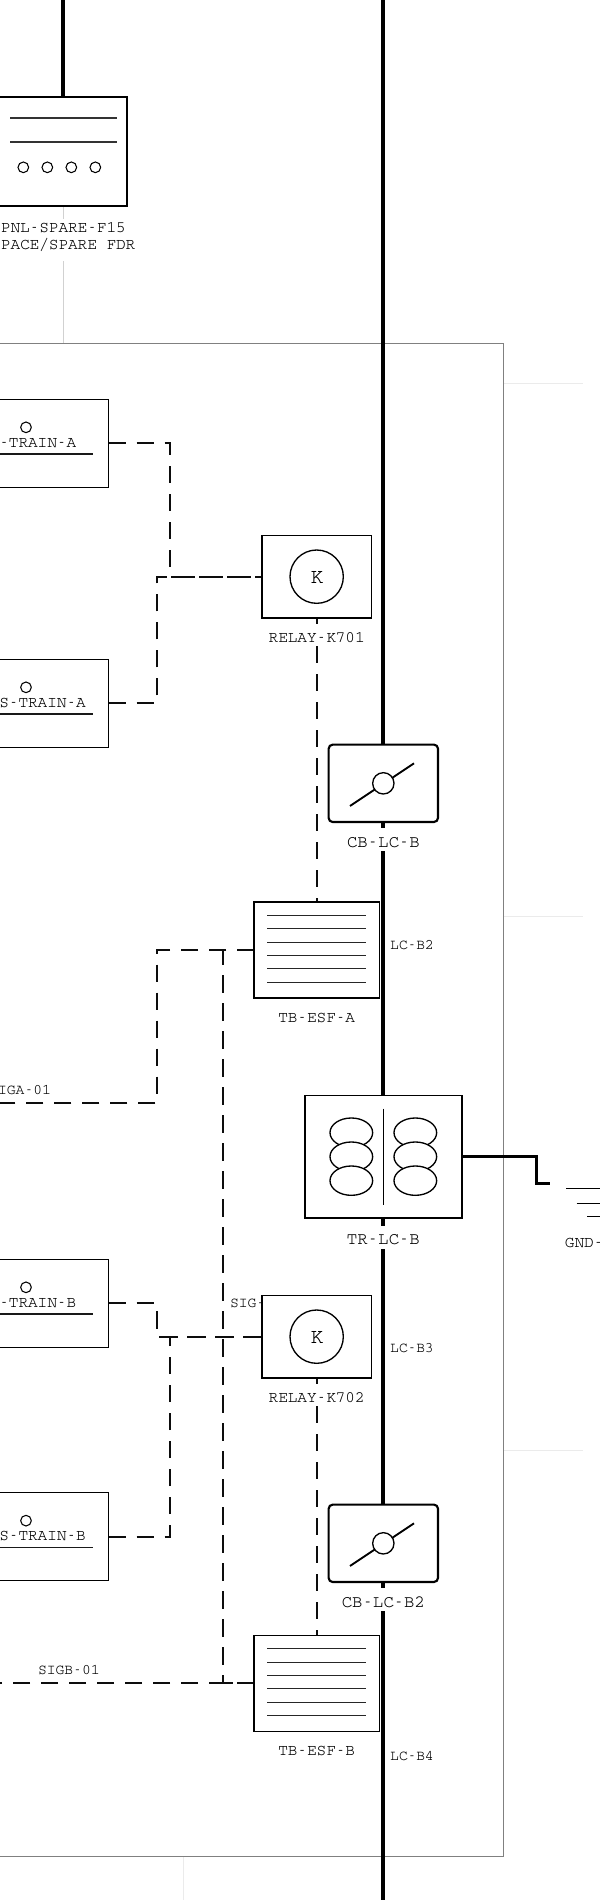 PNL-SPARE-F15
PACE/SPARE FDR
-TRAIN-A
K
RELAY-K701
S-TRAIN-A
CB-LC-B
LC-B2
TB-ESF-A
IGA-01
TR-LC-B
GND-
-TRAIN-B
SIG-
K
LC-B3
RELAY-K702
S-TRAIN-B
CB-LC-B2
SIGB-01
TB-ESF-B
LC-B4